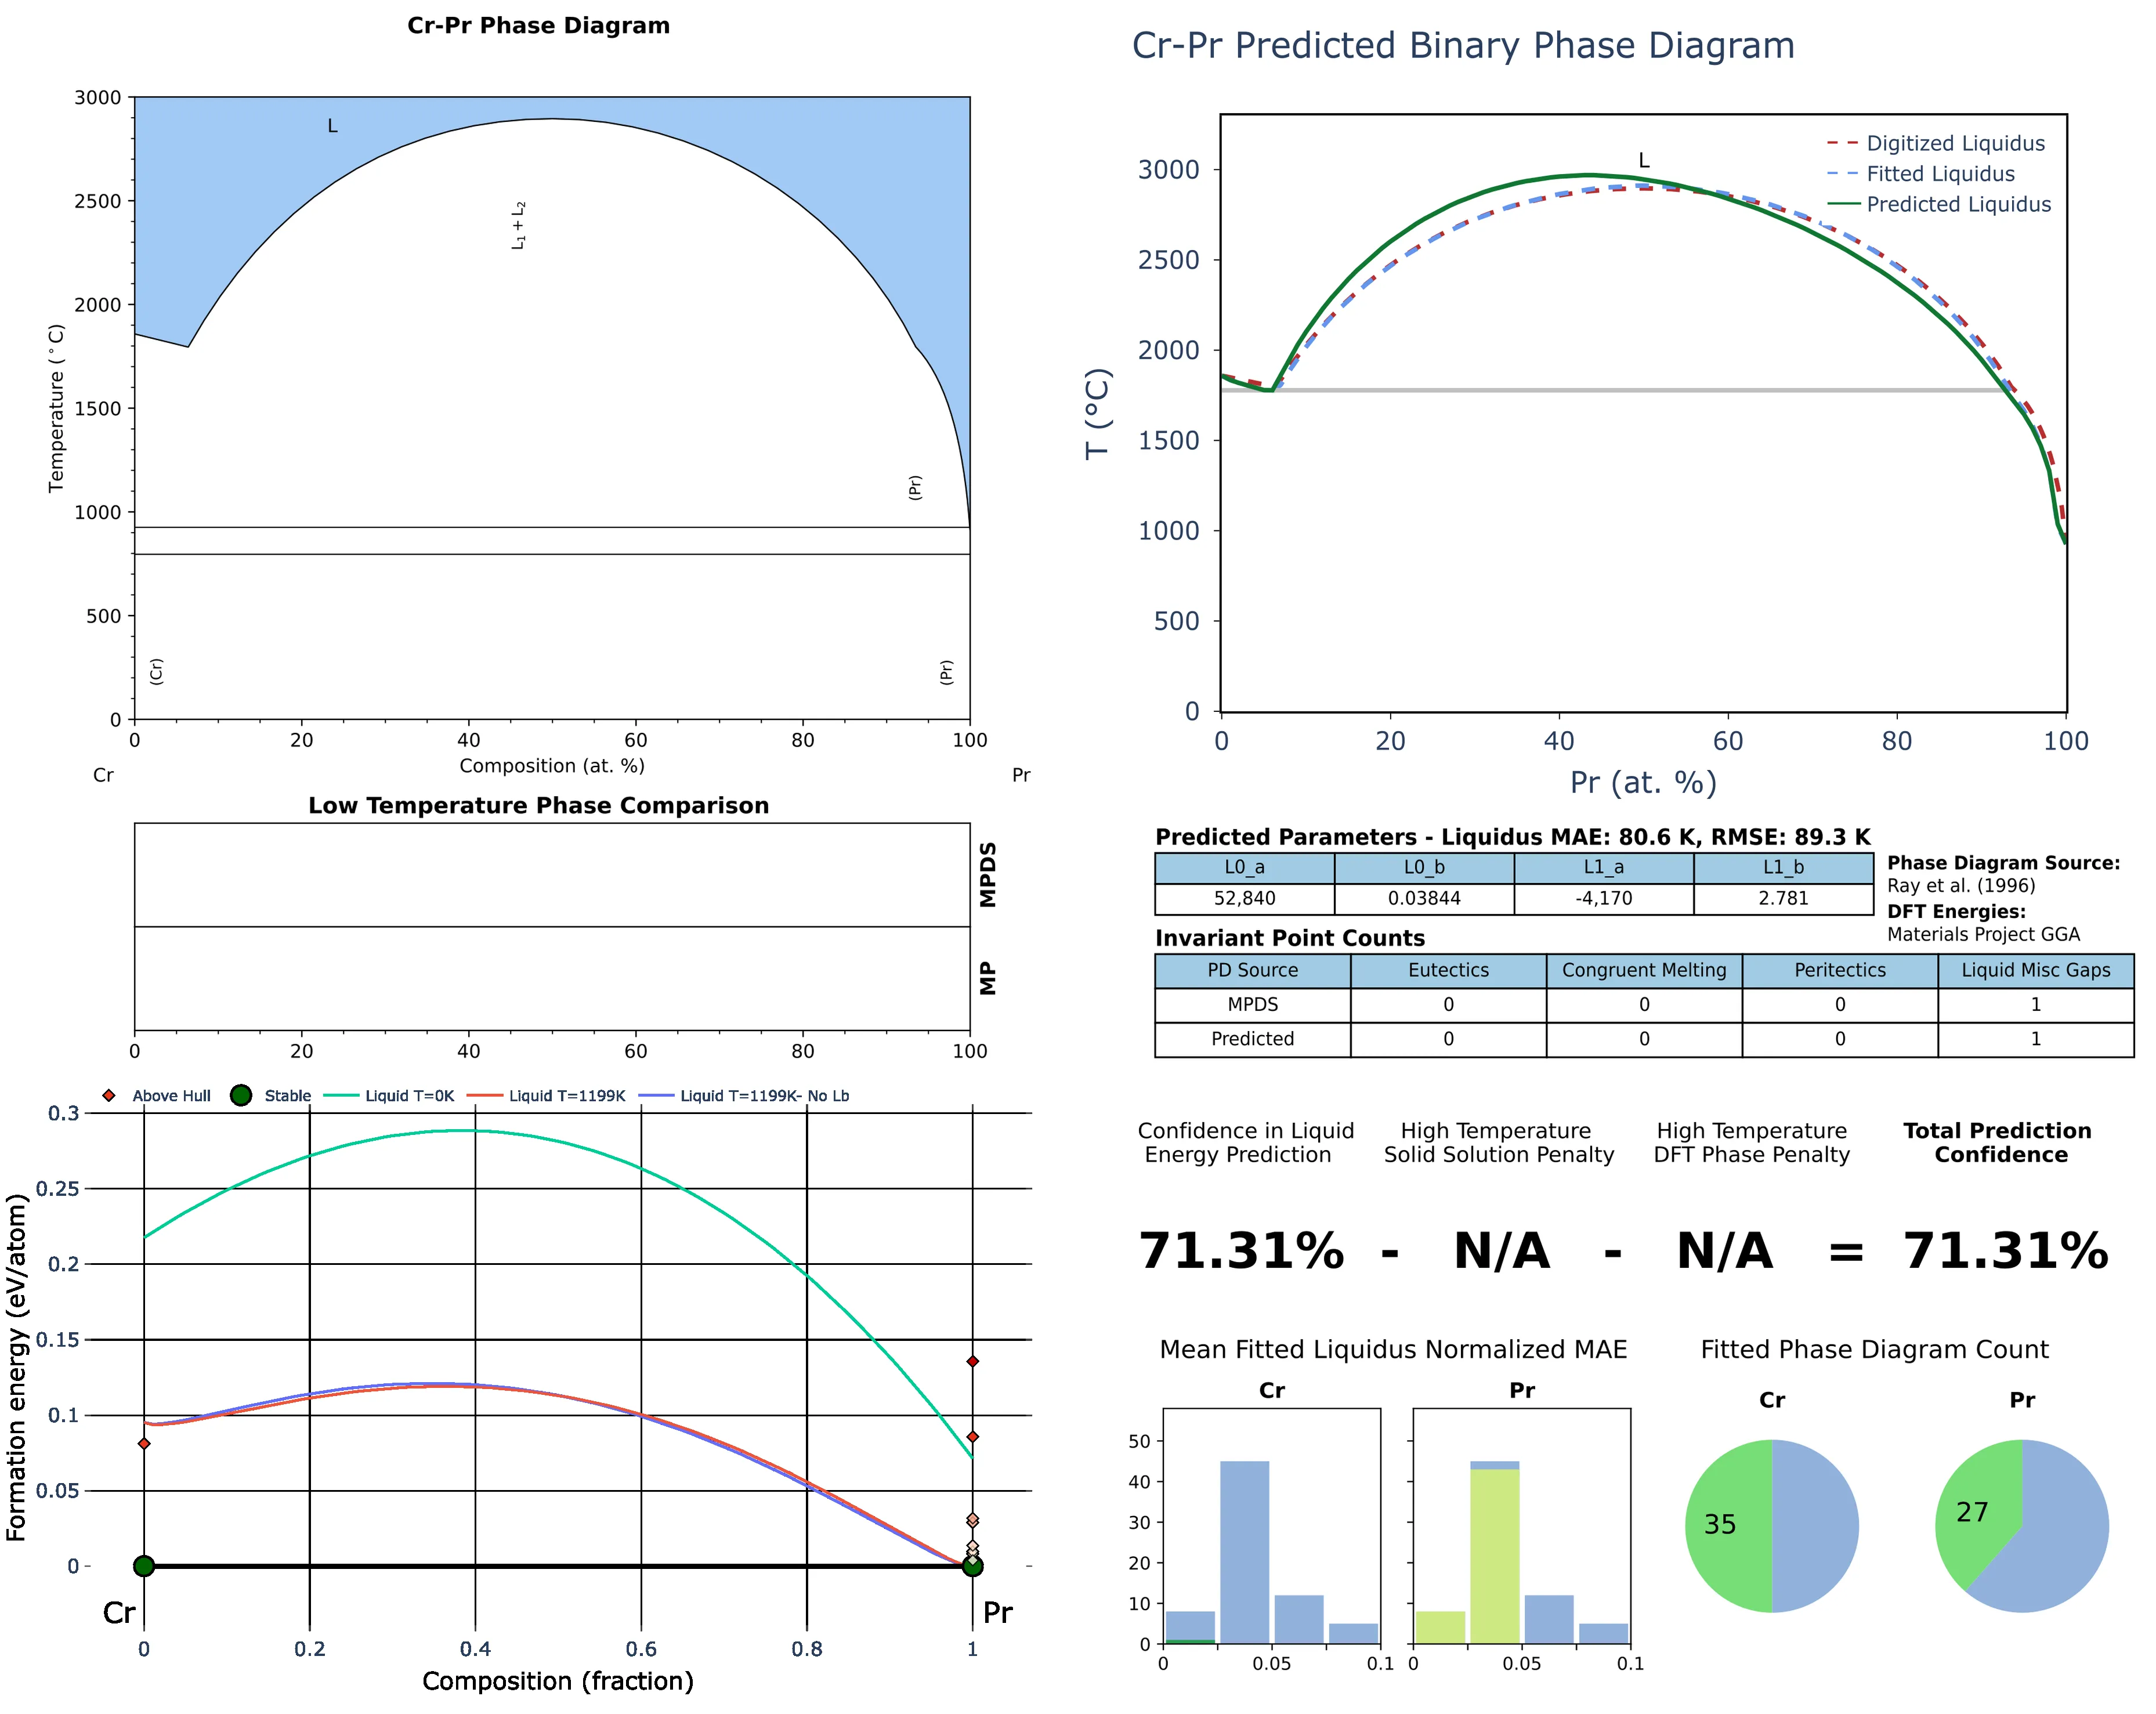 Cr-Pr Phase Diagram
3000
2500
2000
1500
1000
500
0
Temperature (°C)
L
L1 + L2
(Pr)
(Cr)
(Pr)
0 20 40 60 80 100
Composition (at. %)
Cr Pr
Low Temperature Phase Comparison
MPDS
MP
0 20 40 60 80 100
Above Hull Stable Liquid T=0K Liquid T=1199K Liquid T=1199K- No Lb
0.3
0.25
0.2
0.15
0.1
0.05
0
Formation energy (eV/atom)
Cr Pr
0 0.2 0.4 0.6 0.8 1
Composition (fraction)
Cr-Pr Predicted Binary Phase Diagram
L
Digitized Liquidus
Fitted Liquidus
Predicted Liquidus
3000
2500
2000
1500
1000
500
0
T (°C)
0 20 40 60 80 100
Pr (at. %)
Predicted Parameters - Liquidus MAE: 80.6 K, RMSE: 89.3 K
L0_a L0_b L1_a L1_b
52,840 0.03844 -4,170 2.781
Phase Diagram Source:
Ray et al. (1996)
DFT Energies:
Materials Project GGA
Invariant Point Counts
PD Source Eutectics Congruent Melting Peritectics Liquid Misc Gaps
MPDS 0 0 0 1
Predicted 0 0 0 1
Confidence in Liquid
Energy Prediction
High Temperature
Solid Solution Penalty
High Temperature
DFT Phase Penalty
Total Prediction
Confidence
71.31% - N/A - N/A = 71.31%
Mean Fitted Liquidus Normalized MAE
Cr Pr
50
40
30
20
10
0
0 0.05 0.1 0 0.05 0.1
Fitted Phase Diagram Count
Cr Pr
35 27